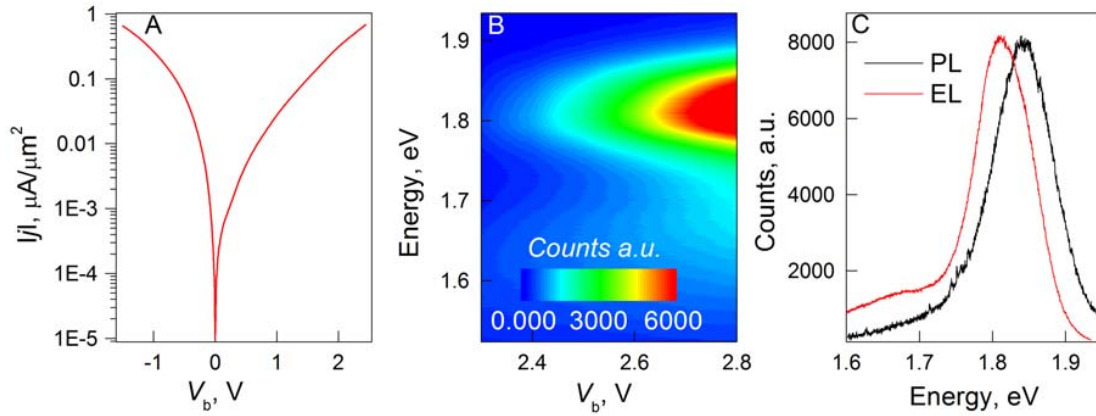 A
1
0.1
0.01
1E-3
1E-4
1E-5
|j|, μA/μm²
-1 0 1 2
V_b, V
B
1.9
1.8
1.7
1.6
Energy, eV
Counts a.u.
0.000 3000 6000
2.4 2.6 2.8
V_b, V
C
PL
EL
8000
6000
4000
2000
Counts, a.u.
1.6 1.7 1.8 1.9
Energy, eV